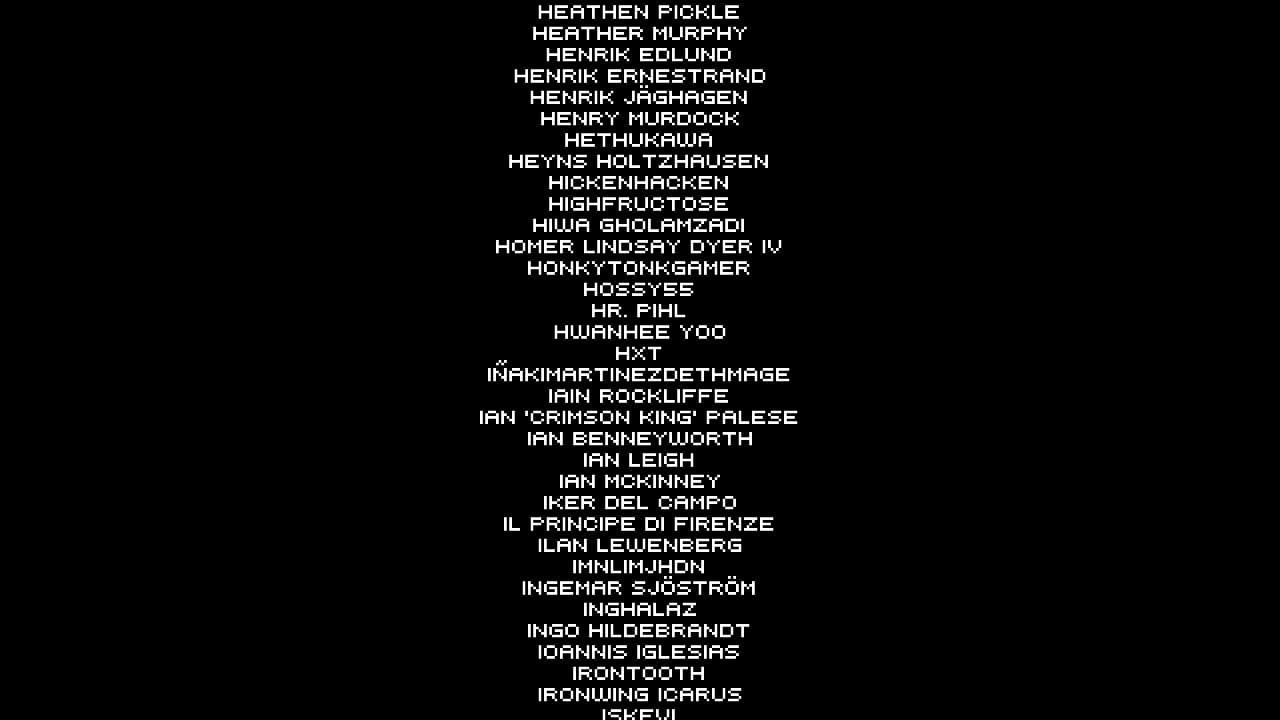 HEATHEN PICKLE
HEATHER MURPHY
HENRIK EDLUND
HENRIK ERNESTRAND
HENRIK JÄGHAGEN
HENRY MURDOCK
HETHUKAWA
HEYNS HOLTZHAUSEN
HICKENHACKEN
HIGHFRUCTOSE
HIWA GHOLAMZADI
HOMER LINDSAY DYER IV
HONKYTONKGAMER
HOSSY55
HR. PIHL
HWANHEE YOO
HXT
IÑAKIMARTINEZDETHMAGE
IAIN ROCKLIFFE
IAN 'CRIMSON KING' PALESE
IAN BENNEYWORTH
IAN LEIGH
IAN MCKINNEY
IKER DEL CAMPO
IL PRINCIPE DI FIRENZE
ILAN LEWENBERG
IMNLIMJHDN
INGEMAR SJÖSTRÖM
INGHALAZ
INGO HILDEBRANDT
IOANNIS IGLESIAS
IRONTOOTH
IRONWING ICARUS